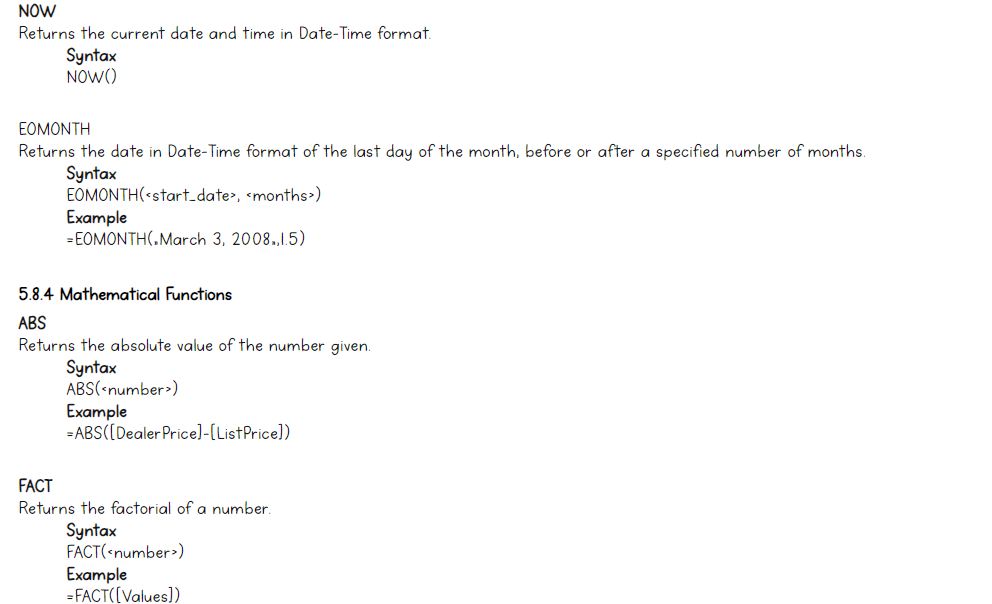 NOW
Returns the current date and time in Date-Time format.
Syntax
NOW()
EOMONTH
Returns the date in Date-Time format of the last day of the month, before or after a specified number of months.
Syntax
EOMONTH(<start_date>, <months>)
Example
=EOMONTH(„March 3, 2008„,1.5)
5.8.4 Mathematical Functions
ABS
Returns the absolute value of the number given.
Syntax
ABS(<number>)
Example
=ABS([DealerPrice]-[ListPrice])
FACT
Returns the factorial of a number.
Syntax
FACT(<number>)
Example
=FACT([Values])